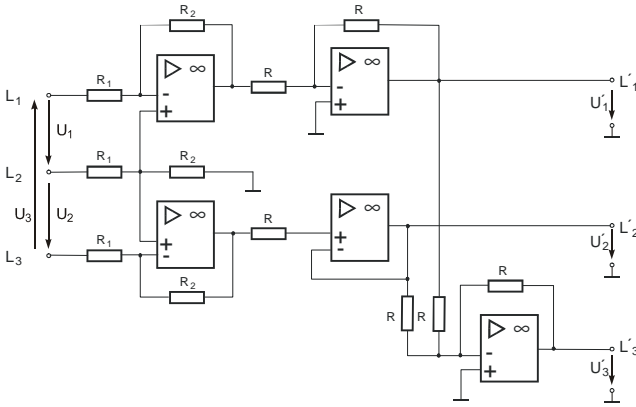 R2 R
R1 ▷ ∞ R ▷ ∞
L1 - - L´1
+ + U´1
U1
R1 R2
L2
U3 U2 ▷ ∞ R ▷ ∞
R1 + + L´2
L3 - - U´2
R2 R R R
▷ ∞
- L´3
+ U´3